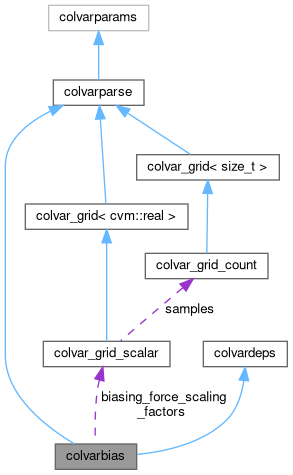 colvarparams
colvarparse
colvar_grid< size_t >
colvar_grid< cvm::real >
colvar_grid_count
samples
colvar_grid_scalar
colvardeps
biasing_force_scaling
_factors
colvarbias